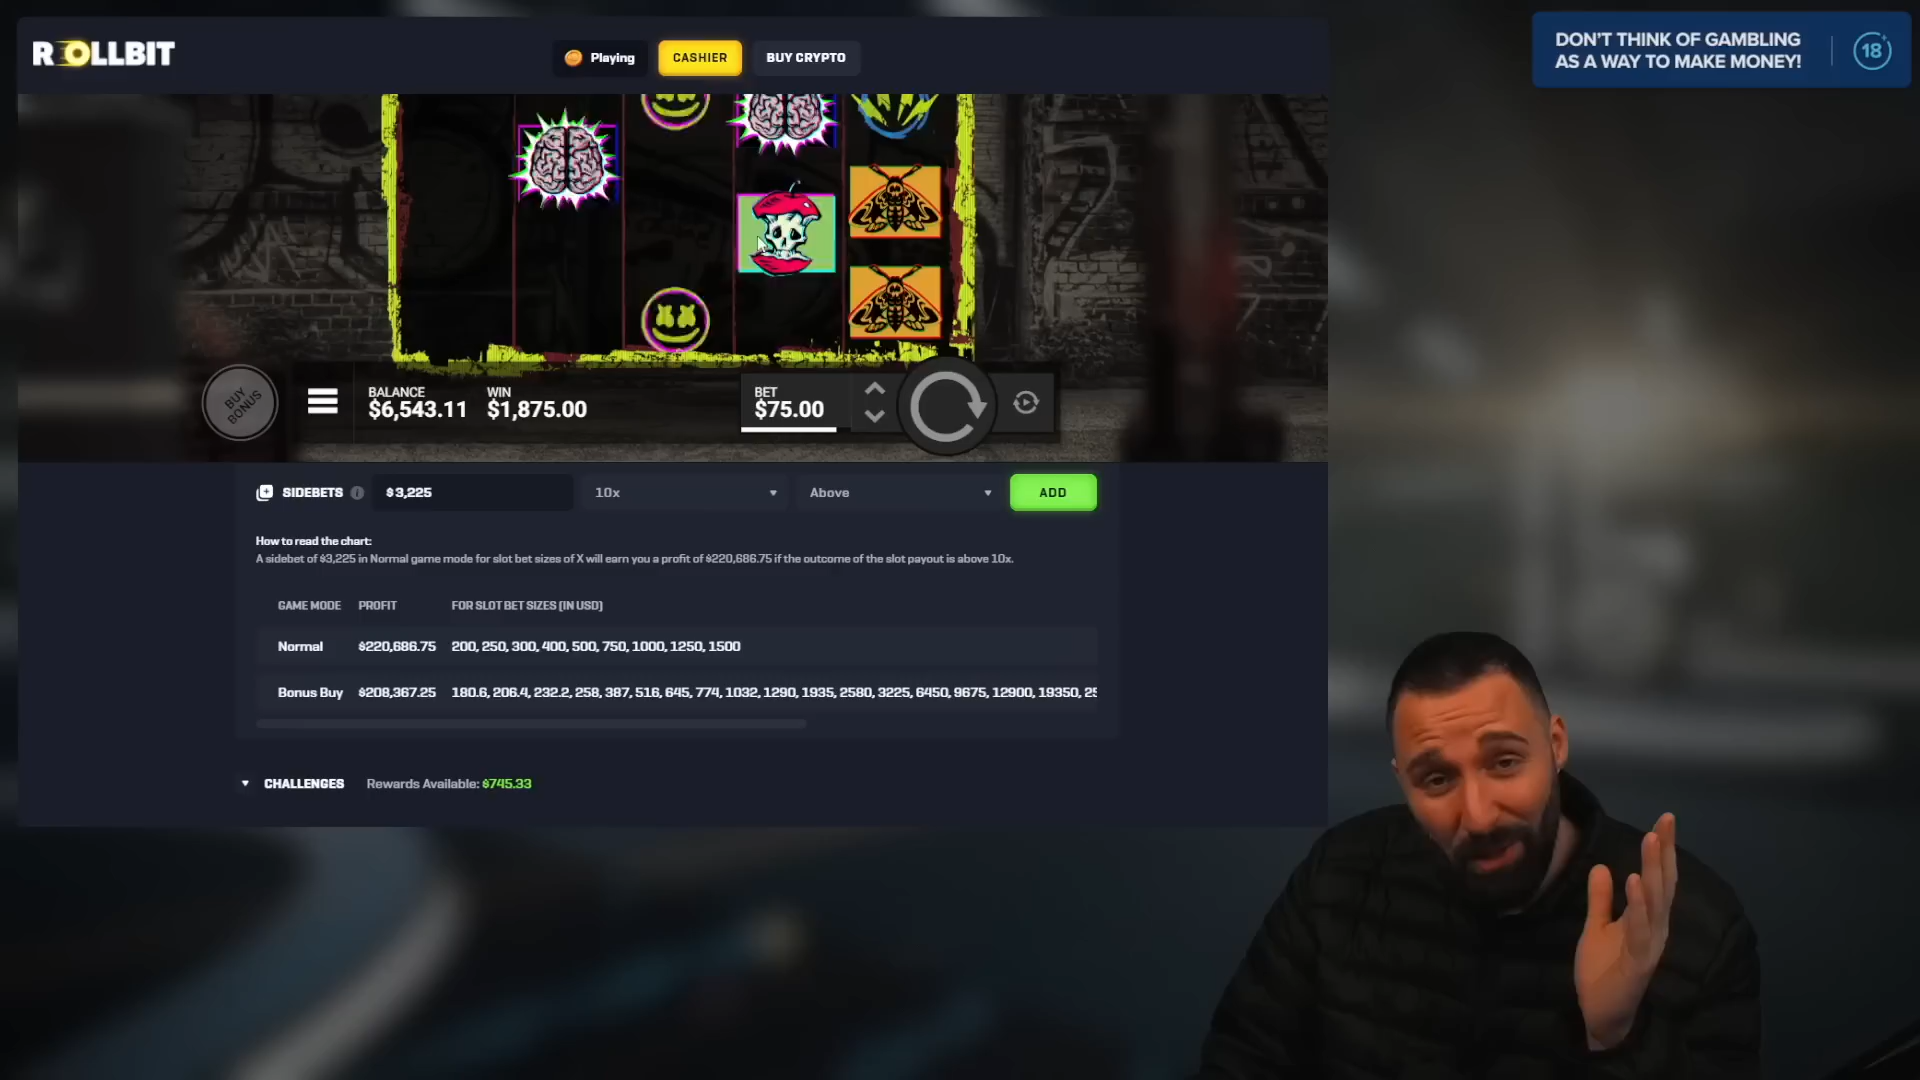 ROLLBIT
Playing
CASHIER
BUY CRYPTO
DON'T THINK OF GAMBLING
AS A WAY TO MAKE MONEY!
18+
BUY
BONUS
BALANCE
$6,543.11
WIN
$1,875.00
BET
$75.00
SIDEBETS
$3,225
10x
Above
ADD
How to read the chart:
A sidebet of $3,225 in Normal game mode for slot bet sizes of X will earn you a profit of $220,686.75 if the outcome of the slot payout is above 10x.
GAME MODE PROFIT FOR SLOT BET SIZES (IN USD)
Normal $220,686.75 200, 250, 300, 400, 500, 750, 1000, 1250, 1500
Bonus Buy $208,367.25 180.6, 206.4, 232.2, 258, 387, 516, 645, 774, 1032, 1290, 1935, 2580, 3225, 6450, 9675, 12900, 19350, 25
CHALLENGES Rewards Available: $745.33